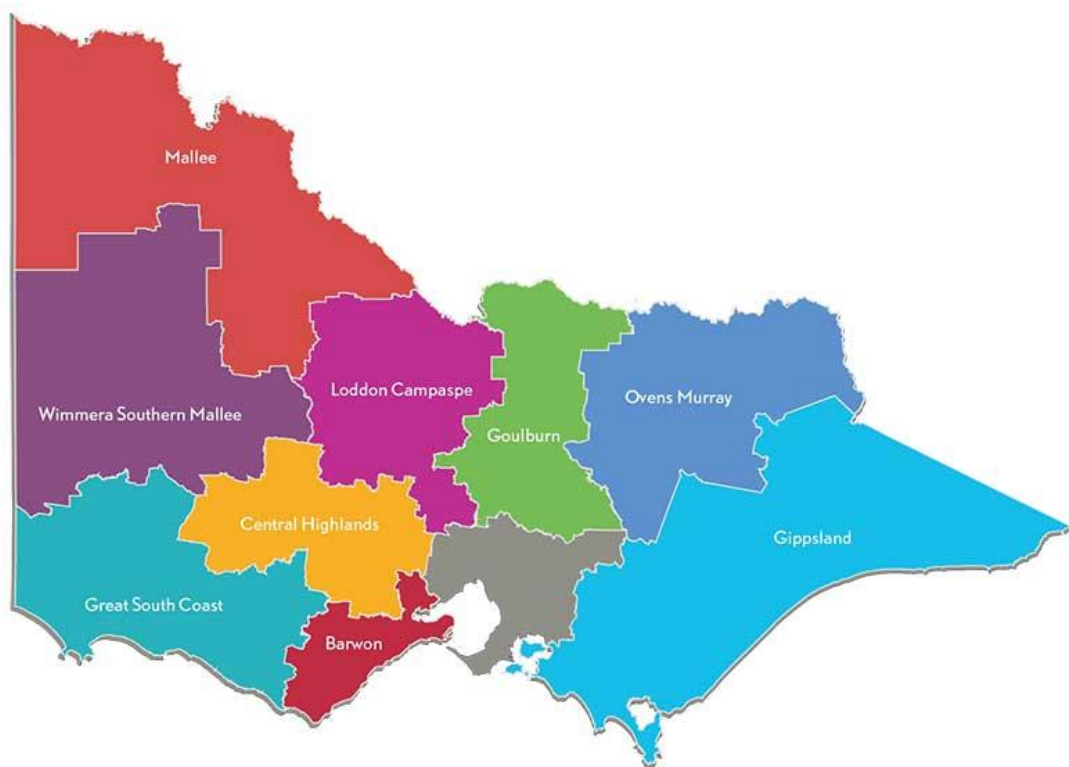 Mallee
Loddon Campaspe
Ovens Murray
Wimmera Southern Mallee
Goulburn
Central Highlands
Gippsland
Great South Coast
Barwon